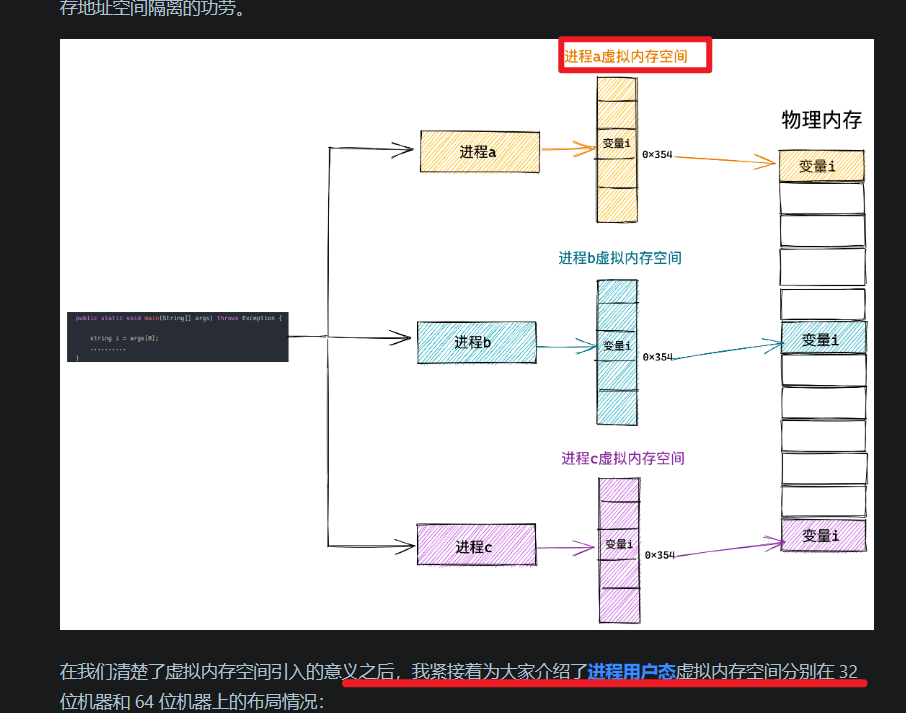 存地址空间隔离的功劳。
进程a虚拟内存空间
物理内存
进程a
变量i
0×354
变量i
进程b虚拟内存空间
public static void main(String[] args) throws Exception {
string i = args[0];
..........
}
进程b
变量i
0×354
变量i
进程c虚拟内存空间
进程c
变量i
0×354
变量i
在我们清楚了虚拟内存空间引入的意义之后，我紧接着为大家介绍了进程用户态虚拟内存空间分别在 32
位机器和 64 位机器上的布局情况：